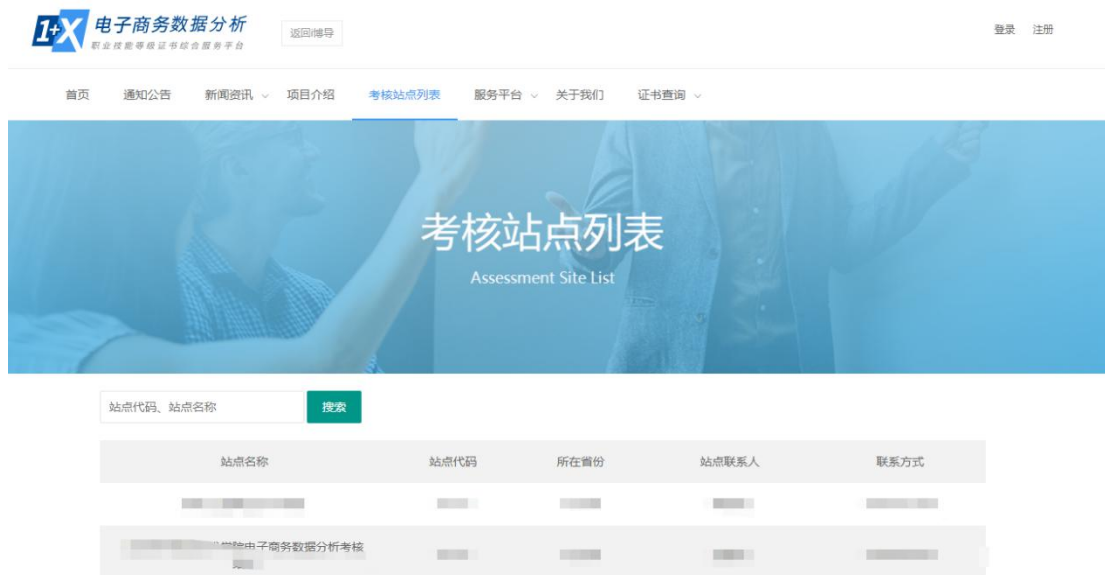 1+X 电子商务数据分析 返回i博导 登录 注册
职业技能等级证书综合服务平台
首页 通知公告 新闻资讯 项目介绍 考核站点列表 服务平台 关于我们 证书查询
考核站点列表
Assessment Site List
站点代码、站点名称 搜索
站点名称 站点代码 所在省份 站点联系人 联系方式
学院电子商务数据分析考核